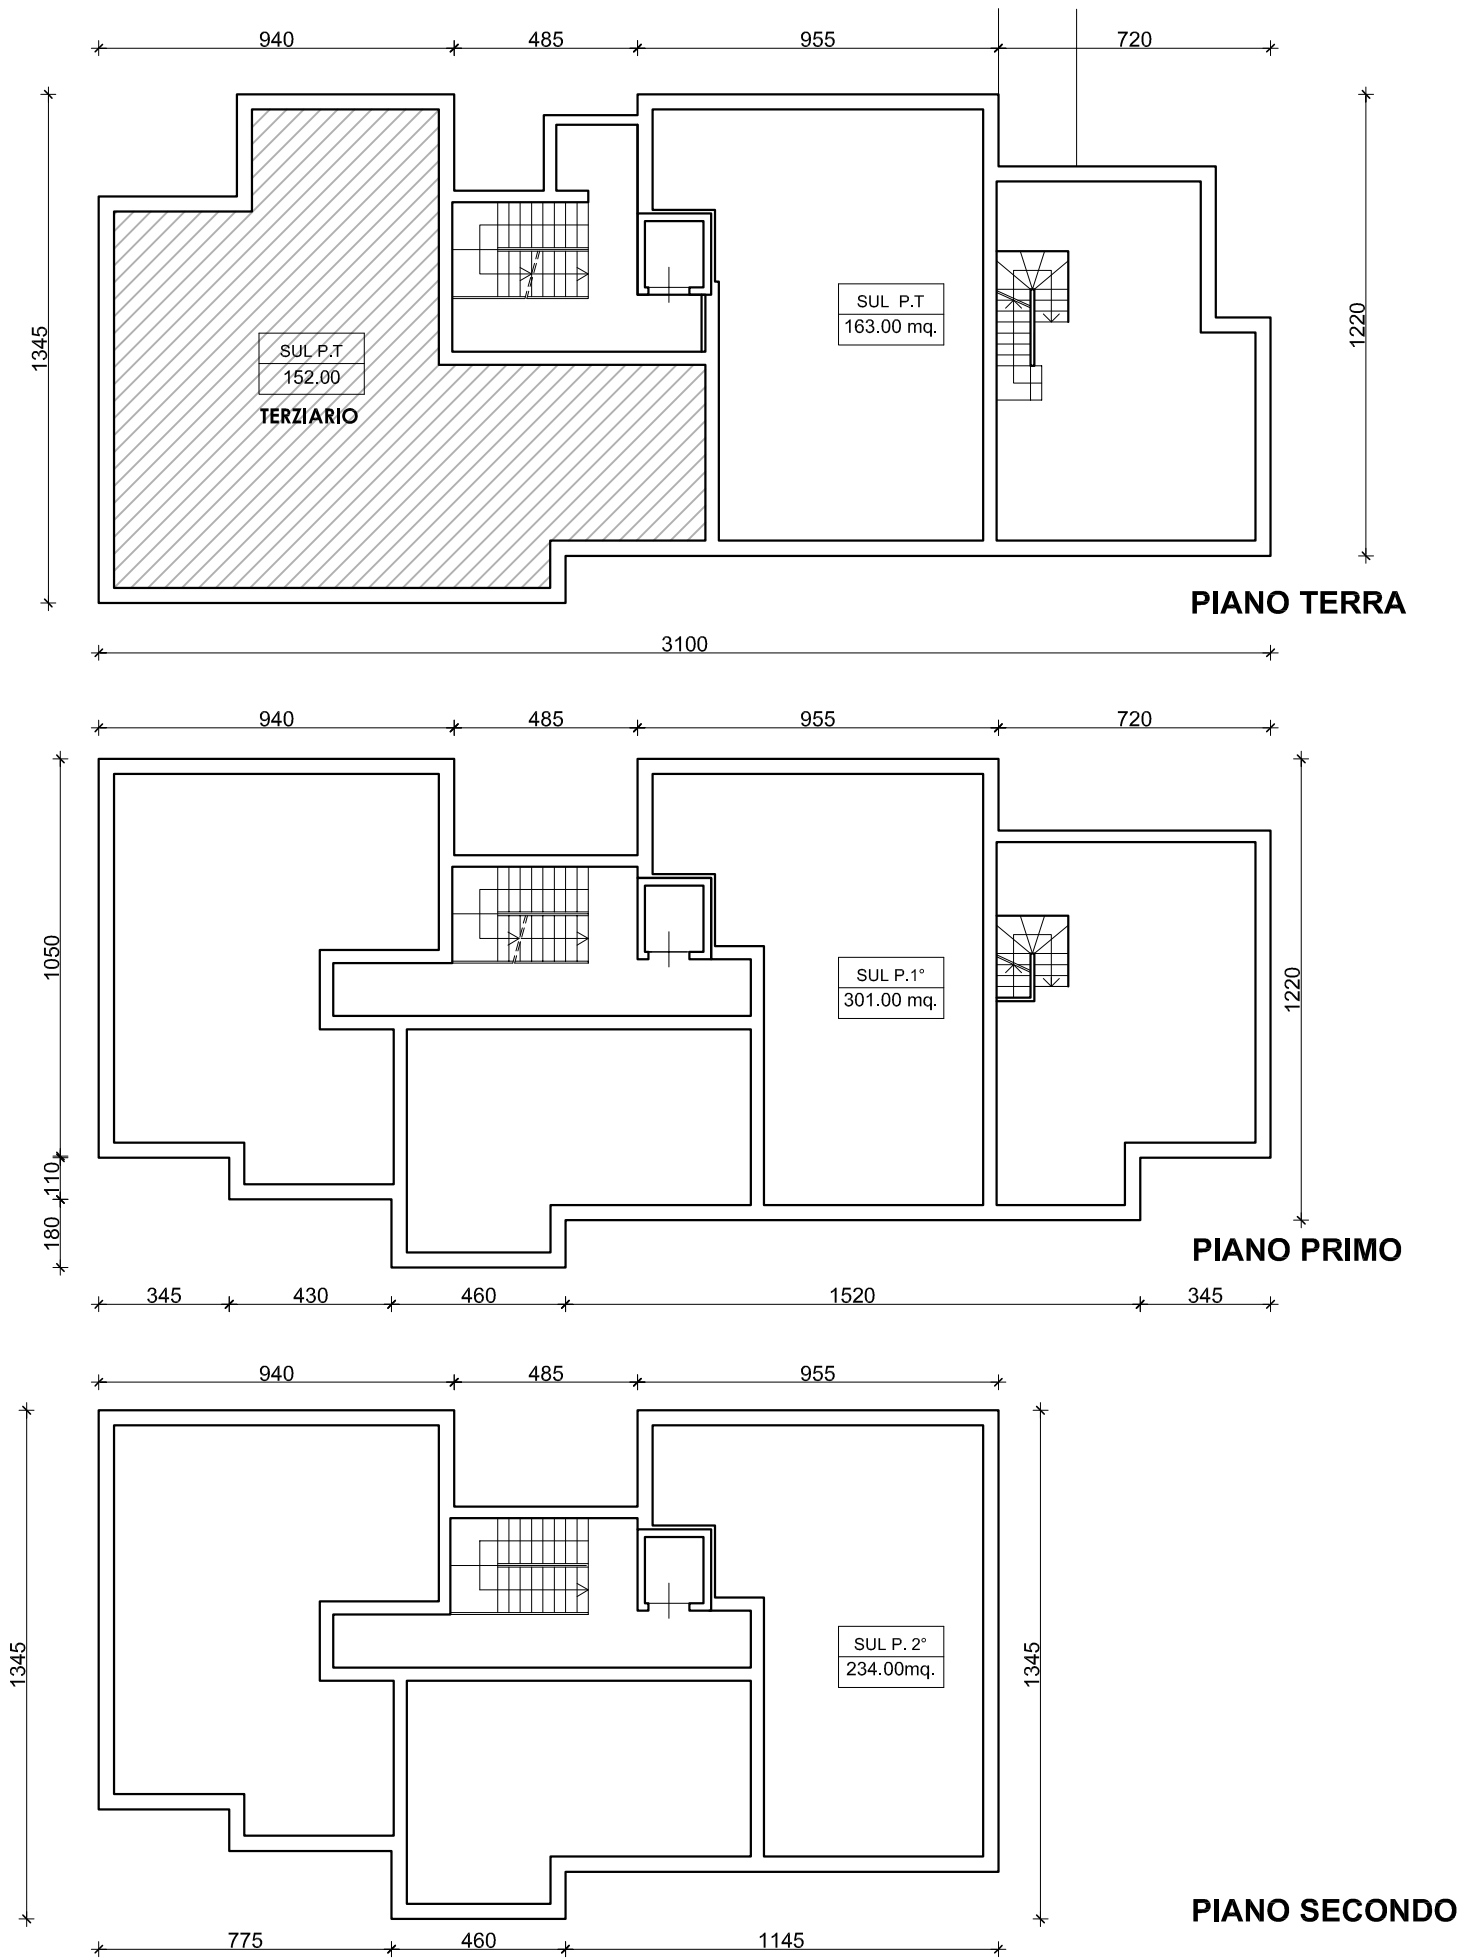 940 485 955 720
1345
1220
SUL P.T
152.00
TERZIARIO
SUL P.T
163.00 mq.
PIANO TERRA
3100
940 485 955 720
1050
110
180
1220
SUL P.1°
301.00 mq.
PIANO PRIMO
345 430 460 1520 345
940 485 955
1345
1345
SUL P. 2°
234.00mq.
PIANO SECONDO
775 460 1145